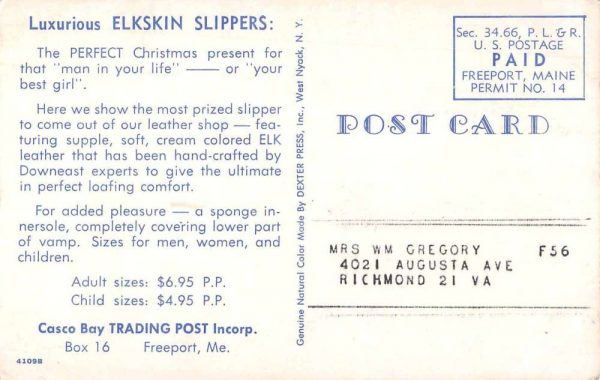 Luxurious ELKSKIN SLIPPERS:
The PERFECT Christmas present for
that "man in your life" — or "your
best girl".
Here we show the most prized slipper
to come out of our leather shop — fea-
turing supple, soft, cream colored ELK
leather that has been hand-crafted by
Downeast experts to give the ultimate
in perfect loafing comfort.
For added pleasure — a sponge in-
nersole, completely covering lower part
of vamp. Sizes for men, women, and
children.
Adult sizes: $6.95 P.P.
Child sizes: $4.95 P.P.
Casco Bay TRADING POST Incorp.
Box 16 Freeport, Me.
41098
Genuine Natural Color Made By DEXTER PRESS, Inc., West Nyack, N. Y.
Sec. 34.66, P. L. & R.
U. S. POSTAGE
PAID
FREEPORT, MAINE
PERMIT NO. 14
POST CARD
MRS WM GREGORY F56
4021 AUGUSTA AVE
RICHMOND 21 VA